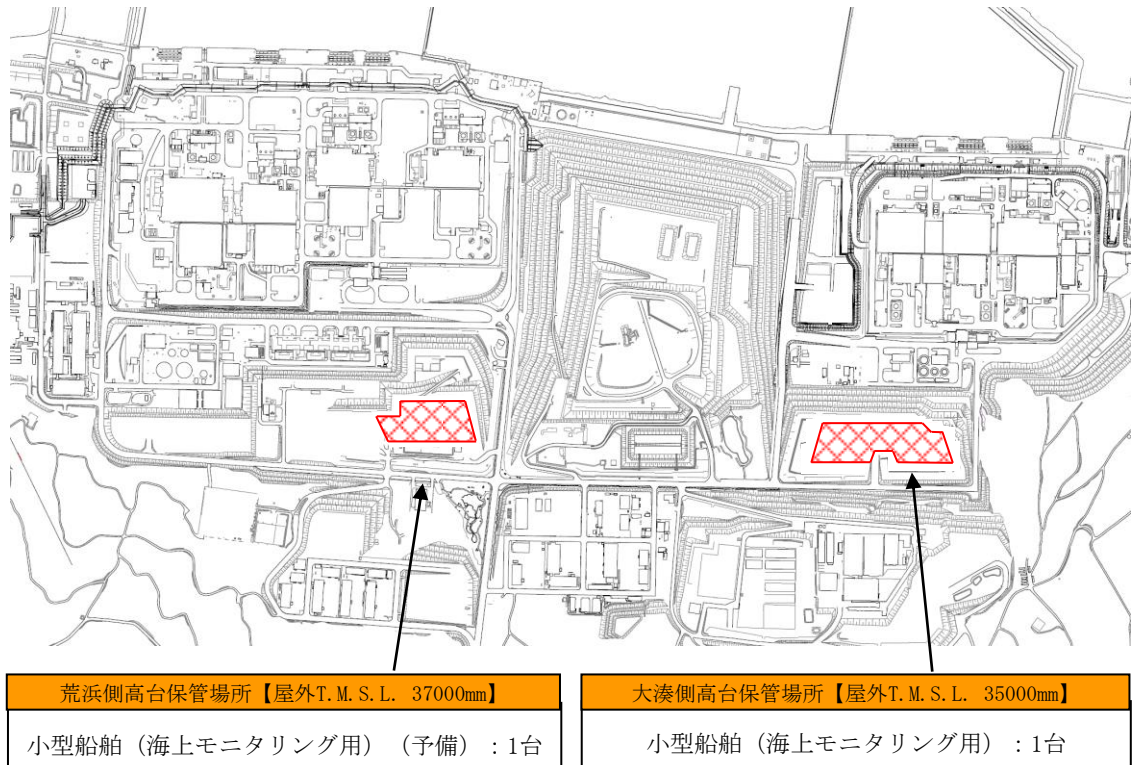 荒浜側高台保管場所【屋外T.M.S.L. 37000mm】
小型船舶（海上モニタリング用）（予備）：1台
大湊側高台保管場所【屋外T.M.S.L. 35000mm】
小型船舶（海上モニタリング用）：1台